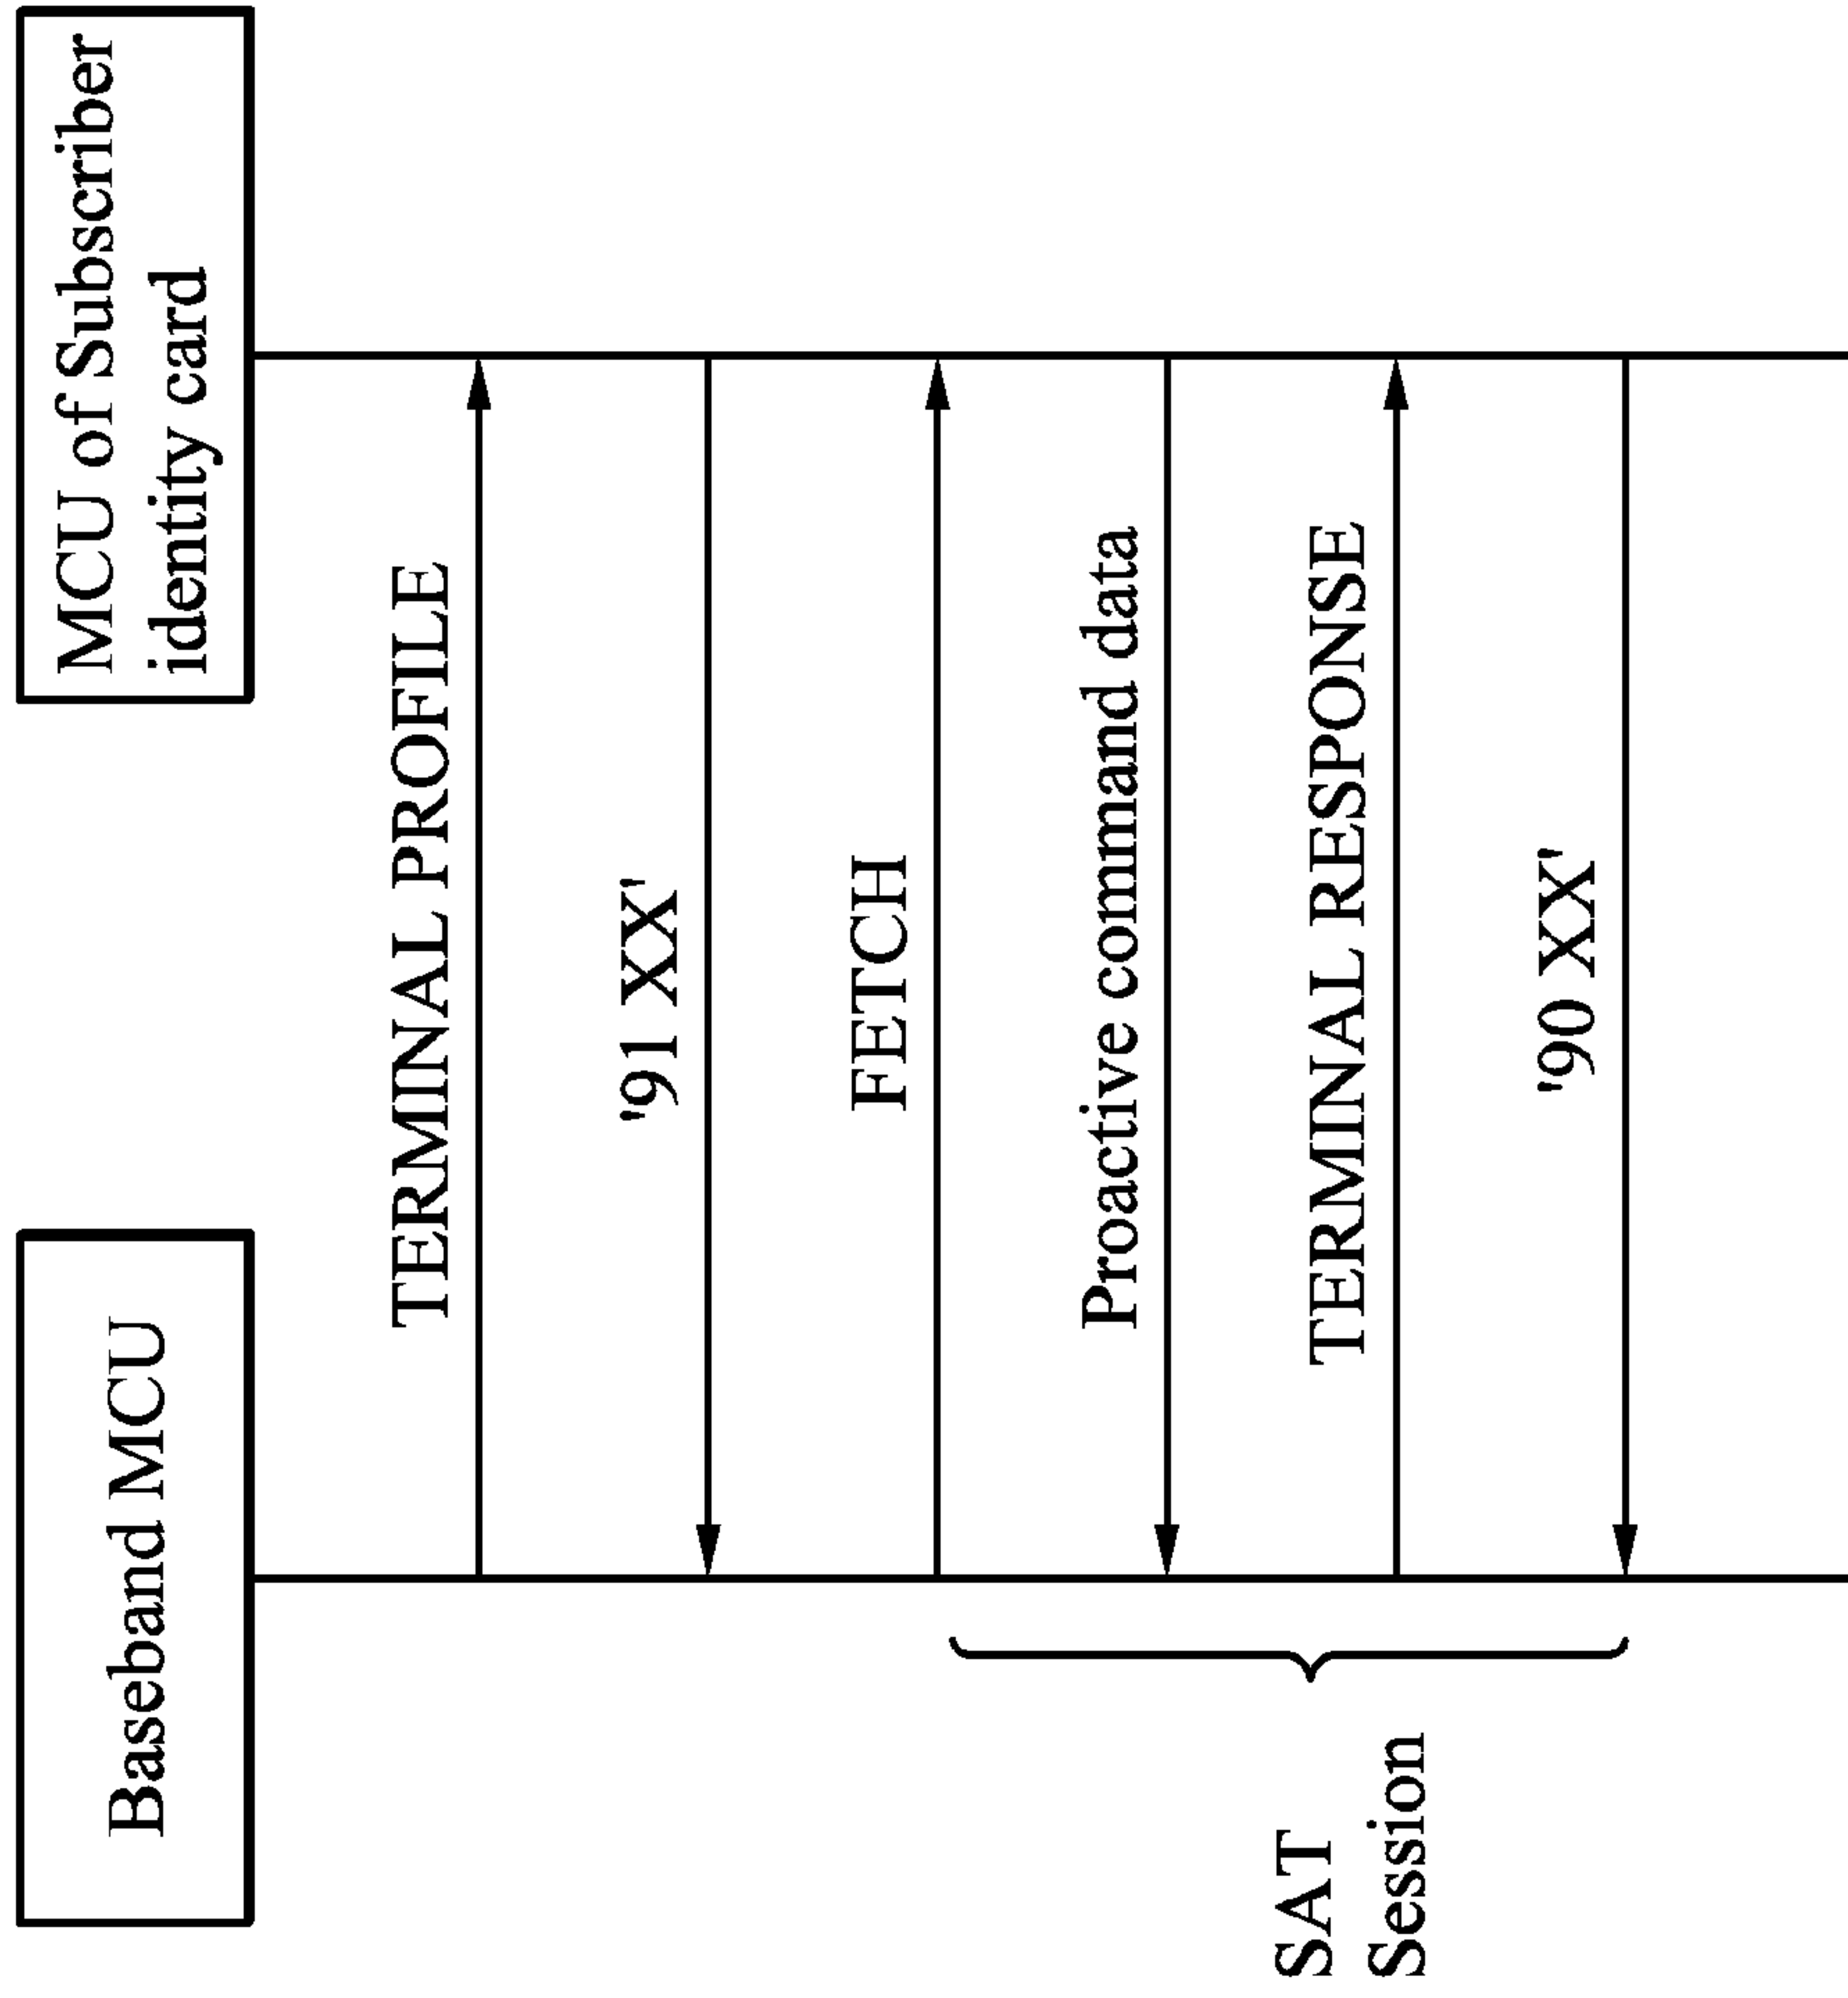 Baseband MCU
MCU of Subscriber
identity card
TERMINAL PROFILE
'91 XX'
FETCH
Proactive command data
TERMINAL RESPONSE
'90 XX'
SAT
Session